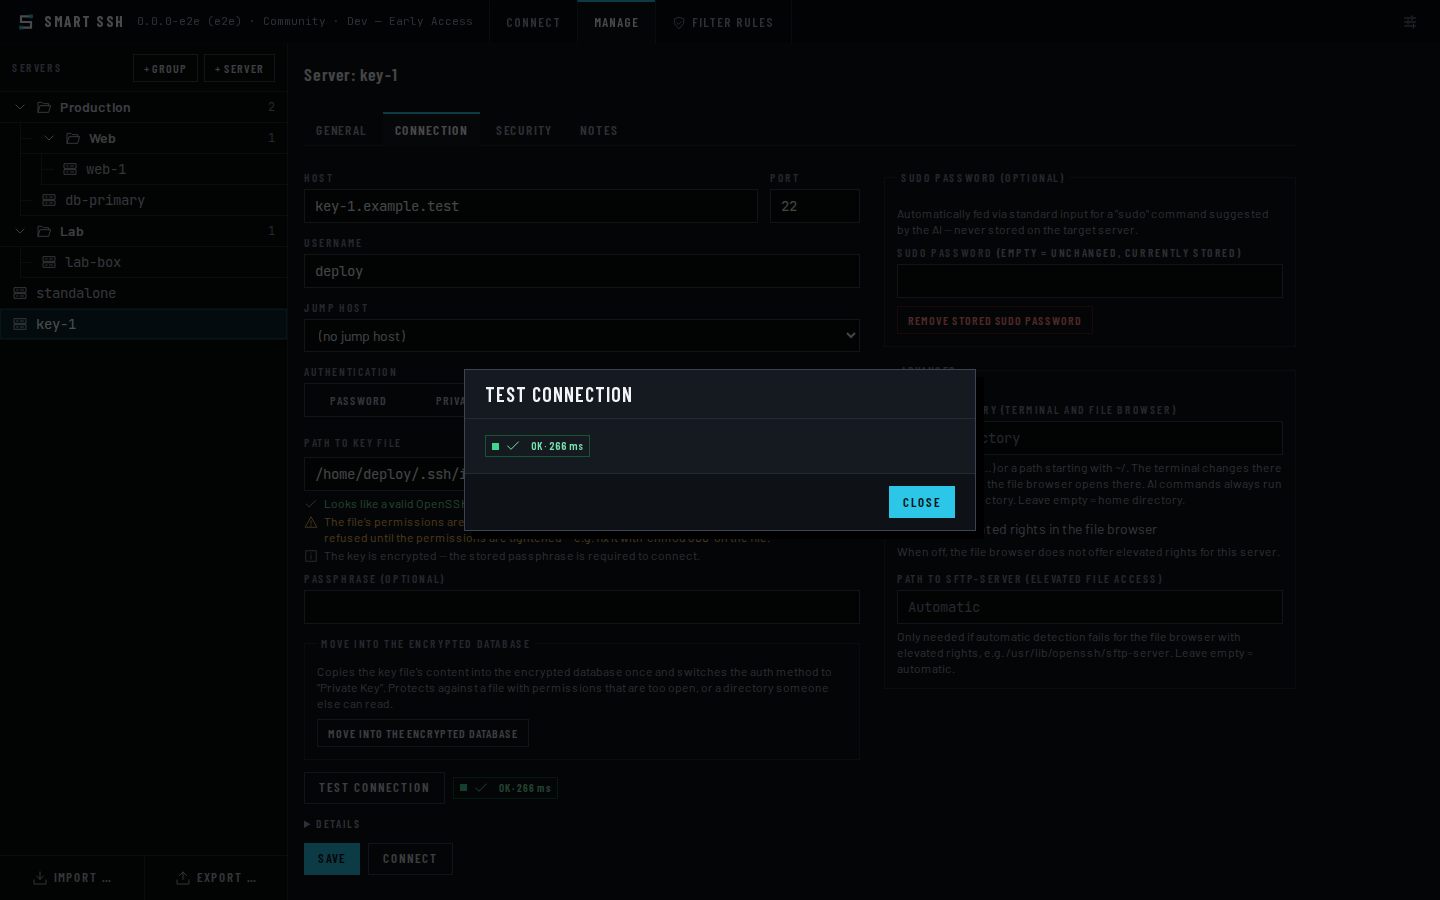 SMART SSH 0.0.0-e2e (e2e) · Community · Dev — Early Access CONNECT MANAGE FILTER RULES
SERVERS + GROUP + SERVER
Production 2
Web 1
web-1
db-primary
Lab 1
lab-box
standalone
key-1
IMPORT … EXPORT …
Server: key-1
GENERAL CONNECTION SECURITY NOTES
HOST PORT
key-1.example.test 22
USERNAME
deploy
JUMP HOST
(no jump host)
AUTHENTICATION
PASSWORD
PATH TO KEY FILE
/home/deploy/.ssh/
Looks like a valid OpenSSH
The file's permissions are
refused until the permissions are tightened
The key is encrypted — the stored passphrase is required to connect.
PASSPHRASE (OPTIONAL)
MOVE INTO THE ENCRYPTED DATABASE
Copies the key file's content into the encrypted database once and switches the auth method to
"Private Key". Protects against a file with permissions that are too open, or a directory someone
else can read.
MOVE INTO THE ENCRYPTED DATABASE
TEST CONNECTION OK · 266 ms
DETAILS
SAVE CONNECT
SUDO PASSWORD (OPTIONAL)
Automatically fed via standard input for a "sudo" command suggested
by the AI — never stored on the target server.
SUDO PASSWORD (EMPTY = UNCHANGED, CURRENTLY STORED)
REMOVE STORED SUDO PASSWORD
(TERMINAL AND FILE BROWSER)
…) or a path starting with ~/. The terminal changes there
the file browser opens there. AI commands always run
Leave empty = home directory.
rights in the file browser
When off, the file browser does not offer elevated rights for this server.
PATH TO SFTP-SERVER (ELEVATED FILE ACCESS)
Automatic
Only needed if automatic detection fails for the file browser with
elevated rights, e.g. /usr/lib/openssh/sftp-server. Leave empty =
automatic.
TEST CONNECTION
OK · 266 ms
CLOSE